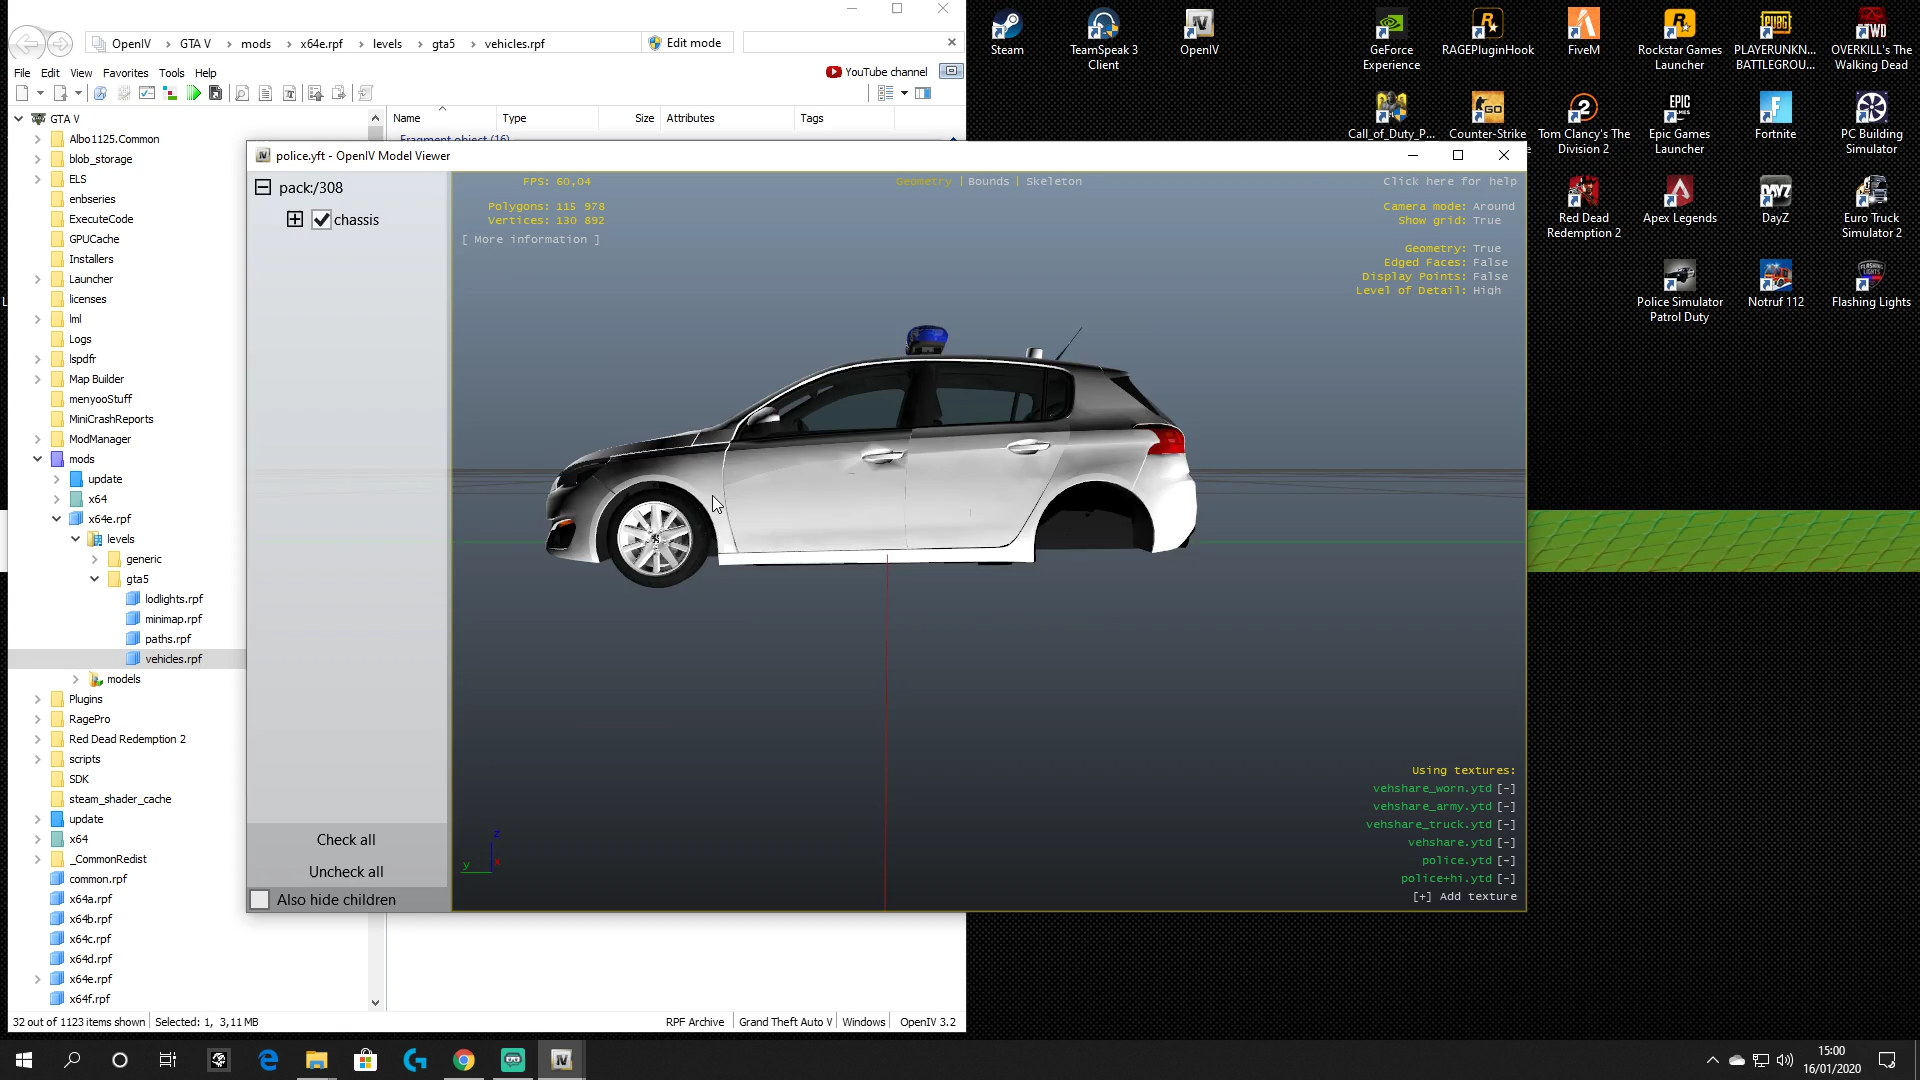 OpenIV
GTA V
mods
x64e.rpf
levels
gta5
vehicles.rpf
Edit mode
File
Edit
View
Favorites
Tools
Help
YouTube channel
Name
Type
Size
Attributes
Tags
GTA V
Albo1125.Common
blob_storage
ELS
enbseries
ExecuteCode
GPUCache
Installers
Launcher
licenses
lml
Logs
lspdfr
Map Builder
menyooStuff
MiniCrashReports
ModManager
mods
update
x64
x64e.rpf
levels
generic
gta5
lodlights.rpf
minimap.rpf
paths.rpf
vehicles.rpf
models
Plugins
RagePro
Red Dead Redemption 2
scripts
SDK
steam_shader_cache
update
x64
_CommonRedist
common.rpf
x64a.rpf
x64b.rpf
x64c.rpf
x64d.rpf
x64e.rpf
x64f.rpf
32 out of 1123 items shown
Selected: 1, 3,11 MB
RPF Archive
Grand Theft Auto V
Windows
OpenIV 3.2
Fragment object (16)
police.yft - OpenIV Model Viewer
pack:/308
chassis
Check all
Uncheck all
Also hide children
FPS: 60,04
Polygons: 115 978
Vertices: 130 892
[ More information ]
Geometry | Bounds | Skeleton
Click here for help
Camera mode: Around
Show grid: True
Geometry: True
Edged Faces: False
Display Points: False
Level of Detail: High
z
y
x
Using textures:
vehshare_worn.ytd [-]
vehshare_army.ytd [-]
vehshare_truck.ytd [-]
vehshare.ytd [-]
police.ytd [-]
police+hi.ytd [-]
[+] Add texture
Steam
TeamSpeak 3
Client
OpenIV
GeForce
Experience
RAGEPluginHook
FiveM
Rockstar Games
Launcher
PLAYERUNKN...
BATTLEGROU...
OVERKILL's The
Walking Dead
Call_of_Duty_P...
Counter-Strike
Tom Clancy's The
Division 2
Epic Games
Launcher
Fortnite
PC Building
Simulator
Red Dead
Redemption 2
Apex Legends
DayZ
Euro Truck
Simulator 2
Police Simulator
Patrol Duty
Notruf 112
Flashing Lights
15:00
16/01/2020